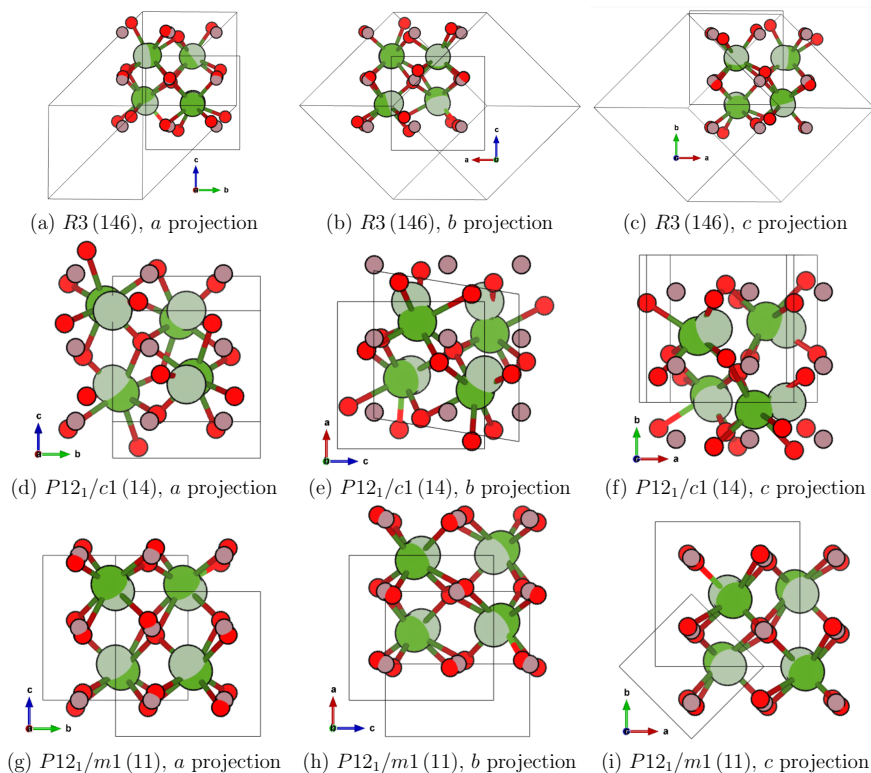 c
b
a
c
a
b
b
a
c
(a) R3 (146), a projection
(b) R3 (146), b projection
(c) R3 (146), c projection
c
b
a
a
c
b
b
a
c
(d) P12₁/c1 (14), a projection
(e) P12₁/c1 (14), b projection
(f) P12₁/c1 (14), c projection
c
b
a
a
c
b
b
a
c
(g) P12₁/m1 (11), a projection
(h) P12₁/m1 (11), b projection
(i) P12₁/m1 (11), c projection